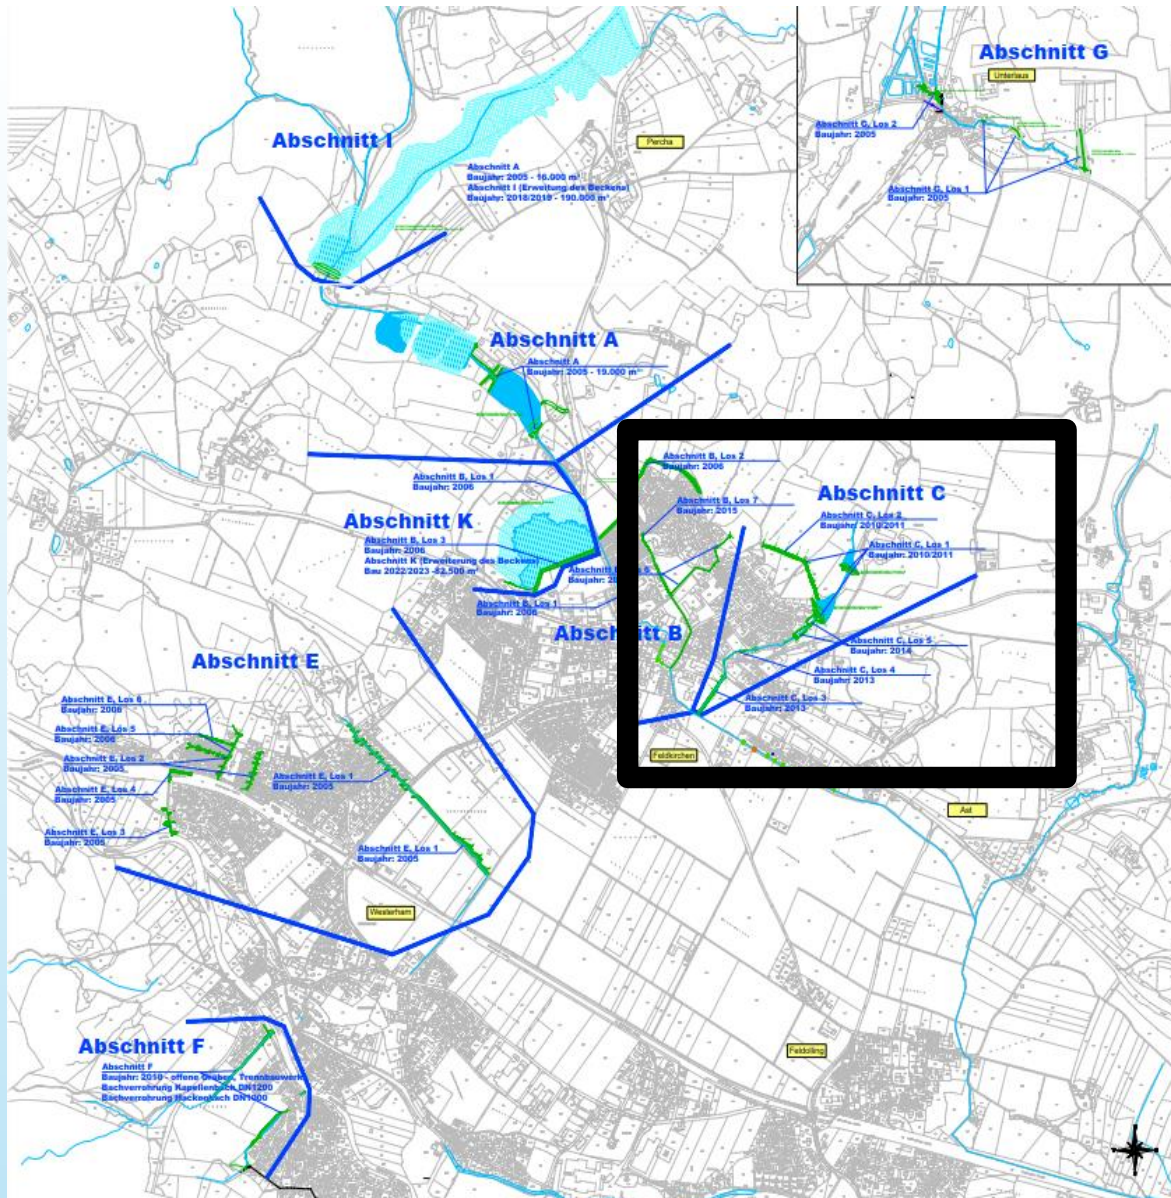 Abschnitt G
Unterlaus
Abschnitt G, Los 2
Baujahr: 2005
Abschnitt G, Los 1
Baujahr: 2005
Abschnitt I
Percha
Abschnitt A
Baujahr: 2005 - 16.000 m³
Abschnitt I (Erweitung des Beckens)
Baujahr: 2018/2019 - 190.000 m³
Abschnitt A
Abschnitt A
Baujahr: 2005 - 19.000 m³
Abschnitt B, Los 1
Baujahr: 2006
Abschnitt K
Abschnitt B, Los 3
Baujahr: 2006
Abschnitt K (Erweiterung des Beckens)
Bau 2022/2023 -82.500 m³
Abschnitt B, Los 1
Baujahr: 2006
Abschnitt B
Abschnitt B, Los 2
Baujahr: 2006
Abschnitt B, Los 7
Baujahr: 2015
Abschnitt C
Abschnitt C, Los 2
Baujahr: 2010/2011
Abschnitt C, Los 1
Baujahr: 2010/2011
Abschnitt C, Los 5
Baujahr: 2014
Abschnitt C, Los 4
Baujahr: 2013
Abschnitt C, Los 3
Baujahr: 2013
Feldkirchen
Ast
Abschnitt E
Abschnitt E, Los 6
Baujahr: 2006
Abschnitt E, Los 5
Baujahr: 2006
Abschnitt E, Los 2
Baujahr: 2005
Abschnitt E, Los 4
Baujahr: 2005
Abschnitt E, Los 3
Baujahr: 2005
Abschnitt E, Los 1
Baujahr: 2005
Abschnitt E, Los 1
Baujahr: 2005
Westerham
Feldolling
Abschnitt F
Abschnitt F
Baujahr: 2010 - offene Gräben, Trennbauwerk
Bachverrohrung Kapellenbach DN1200
Bachverrohrung Hackenbach DN1000